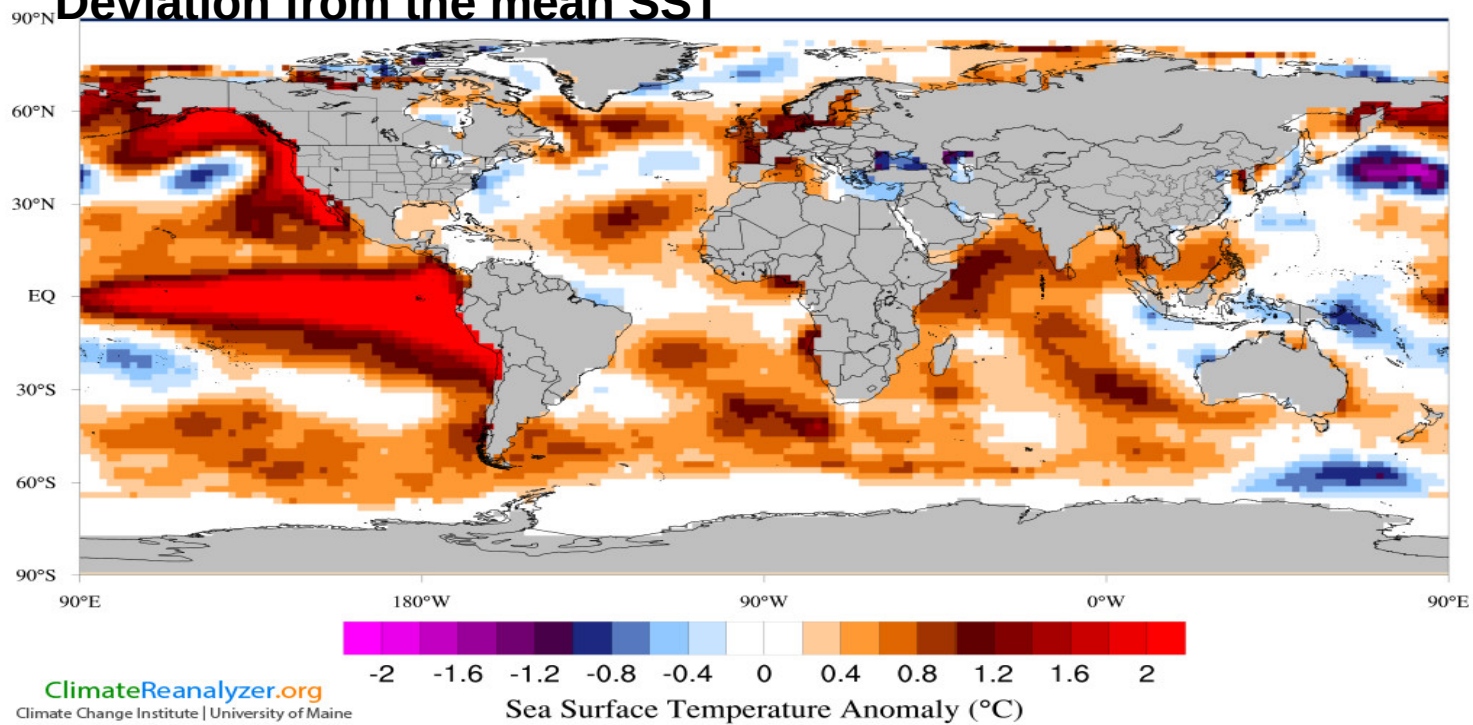 Deviation from the mean SST
90°N
60°N
30°N
EQ
30°S
60°S
90°S
90°E 180°W 90°W 0°W 90°E
-2 -1.6 -1.2 -0.8 -0.4 0 0.4 0.8 1.2 1.6 2
Sea Surface Temperature Anomaly (°C)
ClimateReanalyzer.org
Climate Change Institute | University of Maine